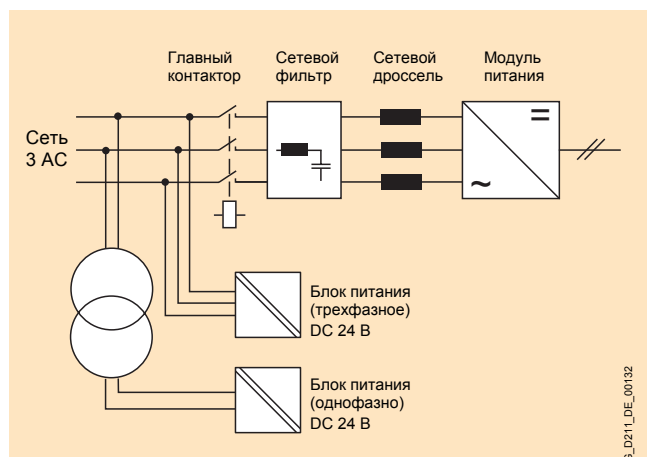 Главный
контактор
Сетевой
фильтр
Сетевой
дроссель
Модуль
питания
Сеть
3 AC
=
~
Блок питания
(трехфазное)
DC 24 В
Блок питания
(однофазно)
DC 24 В
G_D211_DE_00132